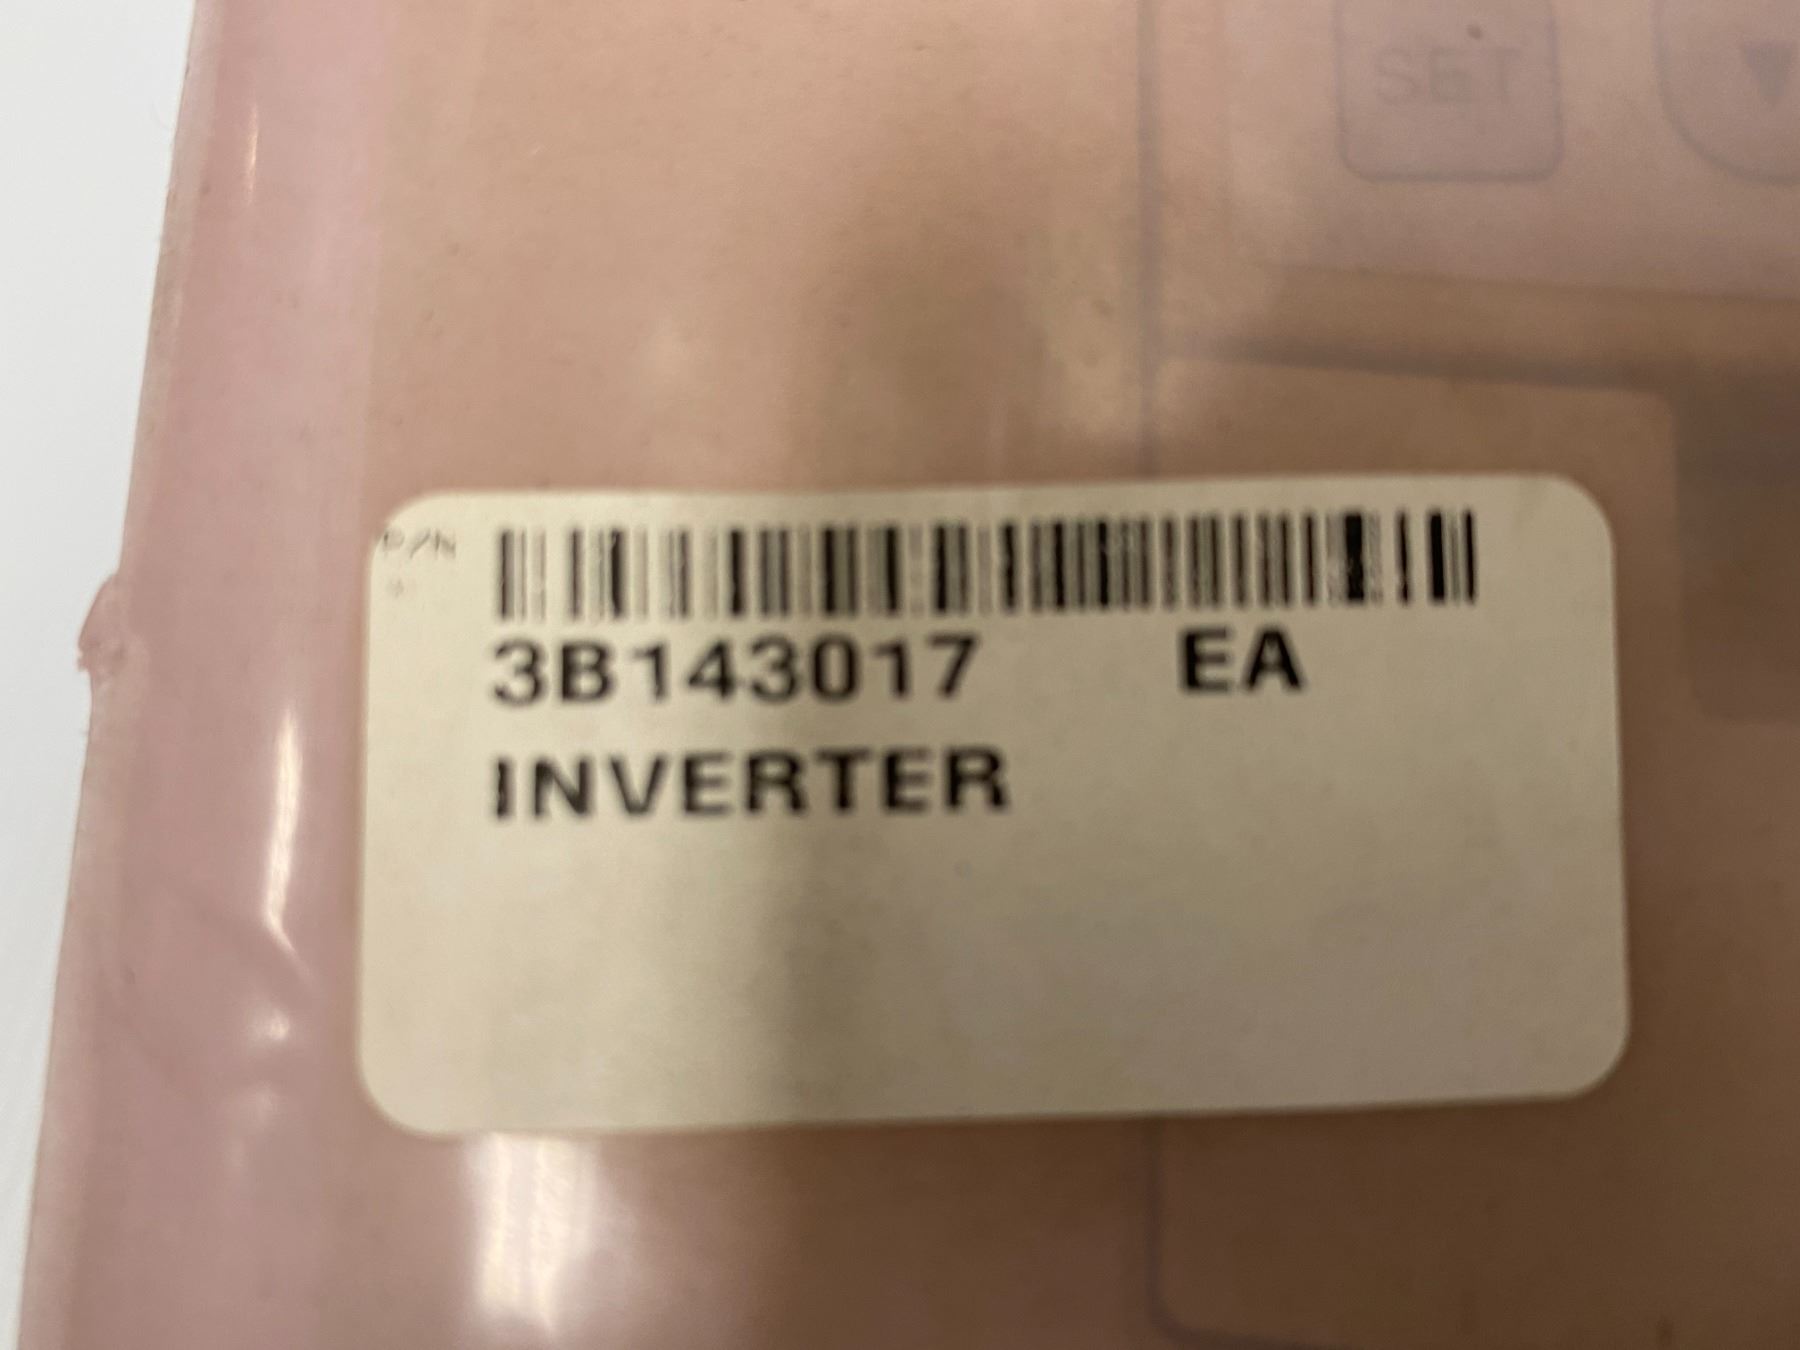 SET
P/N
3B143017 EA
INVERTER